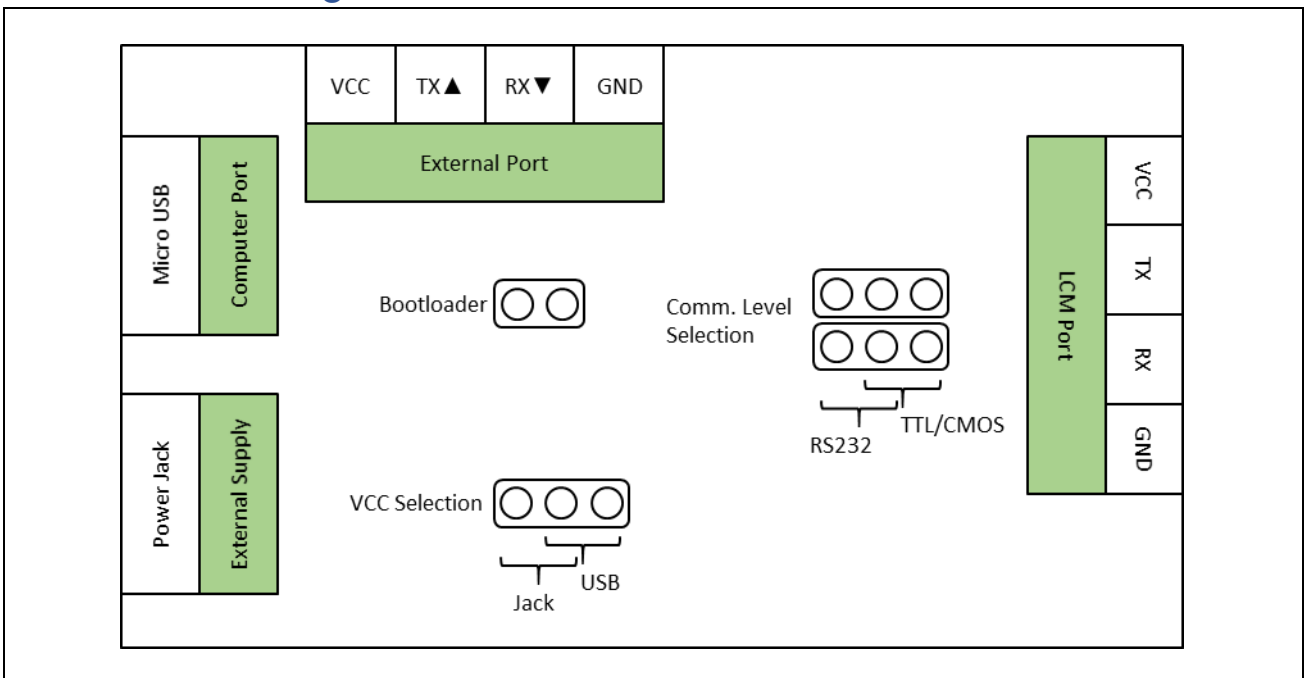 VCC TX▲ RX▼ GND
External Port
Micro USB
Computer Port
Bootloader
Comm. Level
Selection
RS232
TTL/CMOS
LCM Port
VCC
TX
RX
GND
Power Jack
External Supply
VCC Selection
Jack
USB